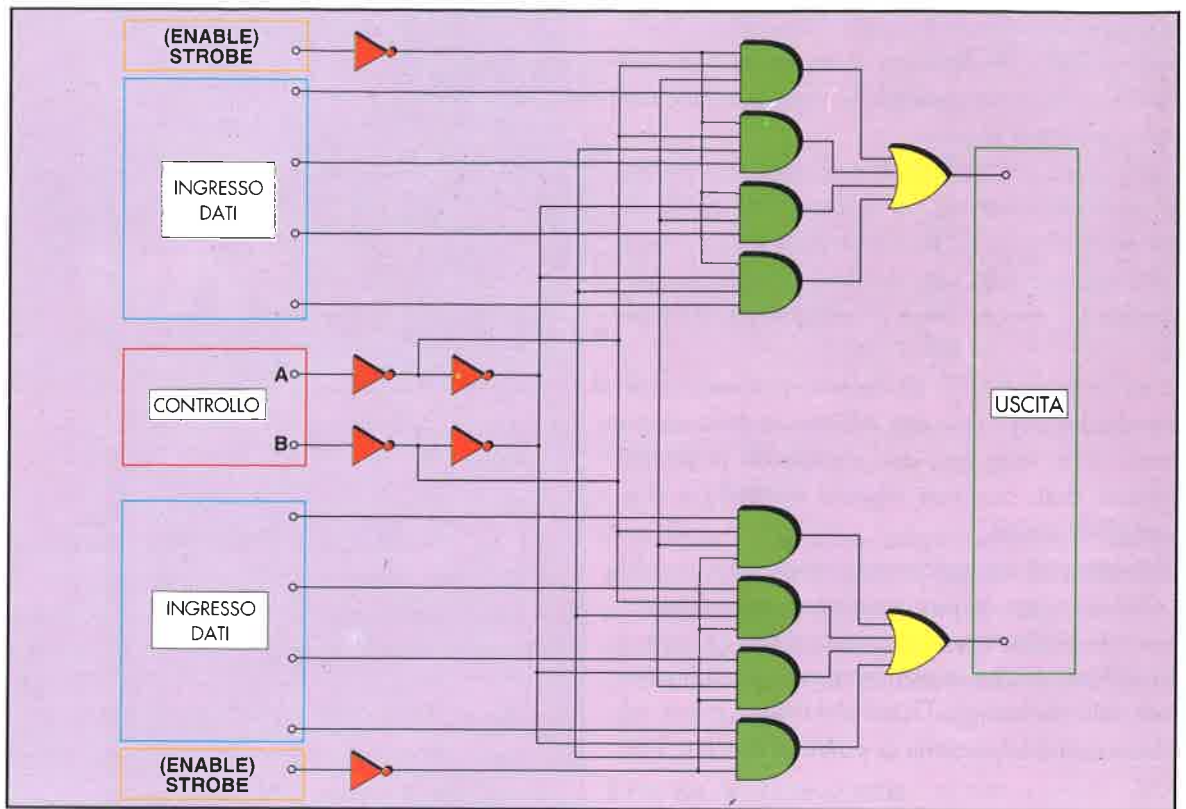 (ENABLE)
STROBE
INGRESSO
DATI
A
CONTROLLO
B
USCITA
INGRESSO
DATI
(ENABLE)
STROBE